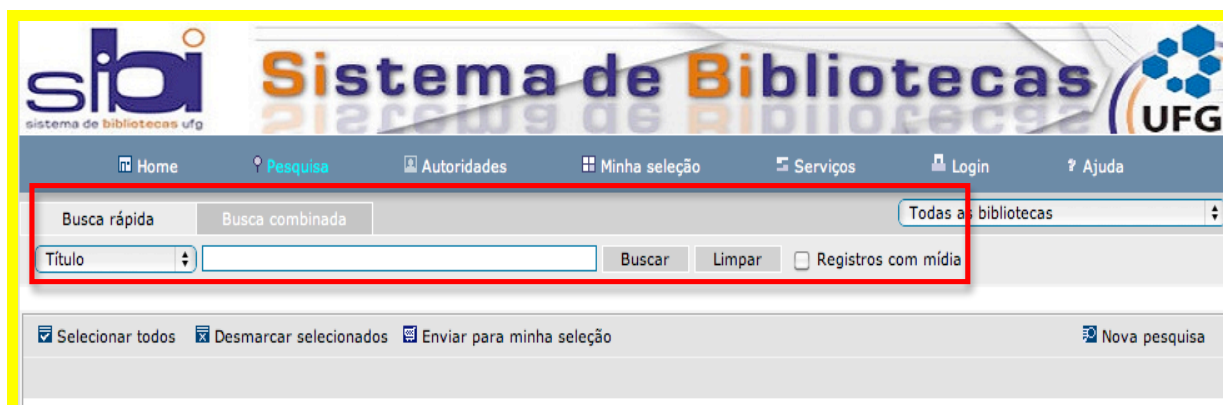 sibi
sistema de bibliotecas ufg
Sistema de Bibliotecas
UFG
Home Pesquisa Autoridades Minha seleção Serviços Login Ajuda
Busca rápida Busca combinada Todas as bibliotecas
Título Buscar Limpar Registros com mídia
Selecionar todos Desmarcar selecionados Enviar para minha seleção Nova pesquisa